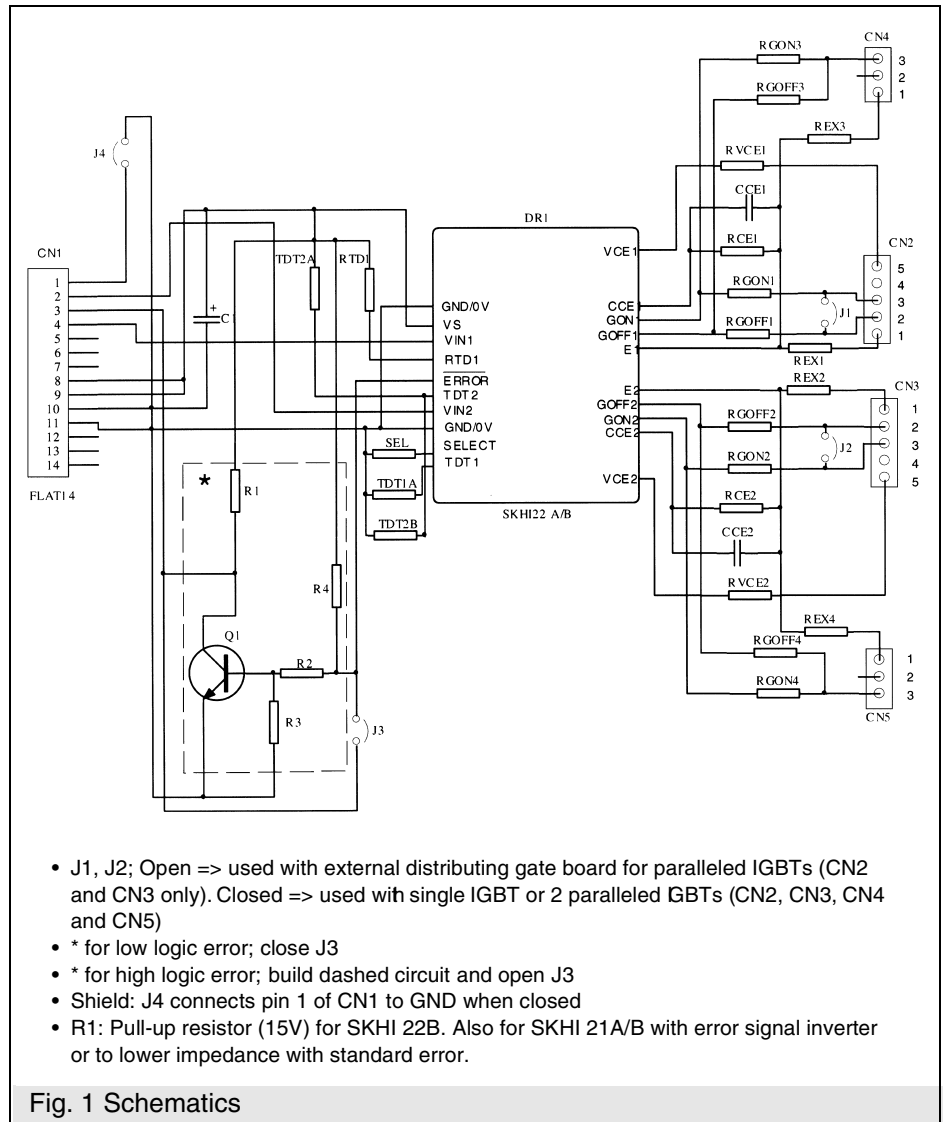 CN4
RGON3
3
2
1
RGOFF3
REX3
J4
RVCE1
CCE1
DR1
CN2
CN1
TDT2A
RTD1
VCE1
RCE1
5
4
3
2
1
RGON1
J1
RGOFF1
REX1
1
2
3
4
5
6
7
8
9
10
11
12
13
14
FLAT14
+
C1
GND/0V
VS
VIN1
RTD1
ERROR
TDT2
VIN2
GND/0V
SELECT
TDT1
CCE1
GON1
GOFF1
E1
E2
GOFF2
GON2
CCE2
VCE2
SKHI22 A/B
REX2
CN3
1
2
3
4
5
RGOFF2
J2
RGON2
RCE2
CCE2
RVCE2
SEL
TDT1A
TDT2B
*
R1
R4
Q1
R2
R3
J3
REX4
RGOFF4
RGON4
1
2
3
CN5
• J1, J2; Open => used with external distributing gate board for paralleled IGBTs (CN2
and CN3 only). Closed => used with single IGBT or 2 paralleled IGBTs (CN2, CN3, CN4
and CN5)
• * for low logic error; close J3
• * for high logic error; build dashed circuit and open J3
• Shield: J4 connects pin 1 of CN1 to GND when closed
• R1: Pull-up resistor (15V) for SKHI 22B. Also for SKHI 21A/B with error signal inverter
or to lower impedance with standard error.
Fig. 1 Schematics